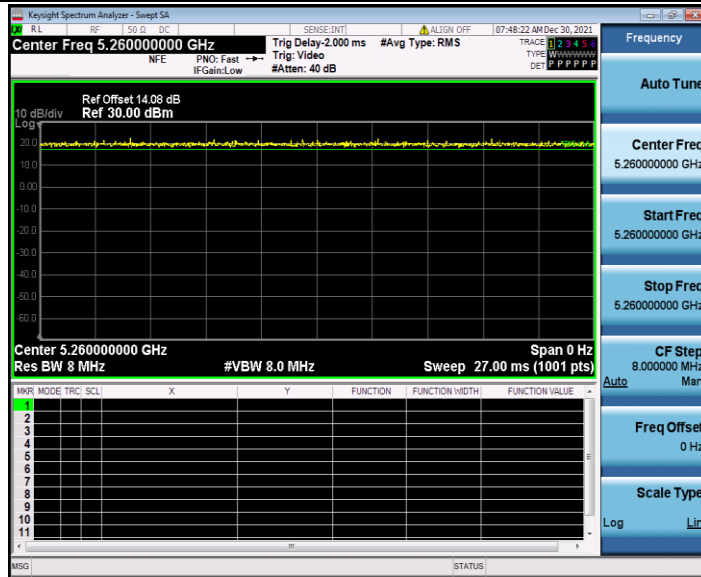 Keysight Spectrum Analyzer - Swept SA
RL RF 50 Ω DC SENSE:INT ALIGN OFF 07:48:22 AM Dec 30, 2021
Center Freq 5.260000000 GHz
NFE PNO: Fast IFGain:Low
Trig Delay-2.000 ms Trig: Video #Atten: 40 dB
#Avg Type: RMS
TRACE 1 2 3 4 5 6
TYPE W
DET P P P P P P
Ref Offset 14.08 dB
10 dB/div Ref 30.00 dBm
Log
20.0
10.0
0.00
-10.0
-20.0
-30.0
-40.0
-50.0
-60.0
Center 5.260000000 GHz Span 0 Hz
Res BW 8 MHz #VBW 8.0 MHz Sweep 27.00 ms (1001 pts)
MKR MODE TRC SCL X Y FUNCTION FUNCTION WIDTH FUNCTION VALUE
1
2
3
4
5
6
7
8
9
10
11
MSG STATUS
Frequency
Auto Tune
Center Freq
5.260000000 GHz
Start Freq
5.260000000 GHz
Stop Freq
5.260000000 GHz
CF Step
8.000000 MHz
Auto Man
Freq Offset
0 Hz
Scale Type
Log Lin